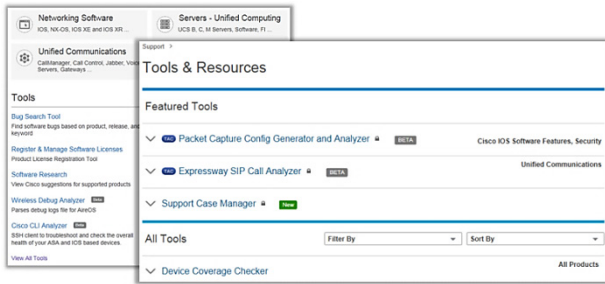 Networking Software
IOS, NX-OS, IOS XE and IOS XR ...
Servers - Unified Computing
UCS B, C, M Servers, Software, FI ...
Unified Communications
CallManager, Call Control, Jabber,
Servers, Gateways ...
Tools
Bug Search Tool
Find software bugs based on product, release, and
keyword
Register & Manage Software Licenses
Product License Registration Tool
Software Research
View Cisco suggestions for supported products
Wireless Debug Analyzer Beta
Parses debug logs file for AireOS
Cisco CLI Analyzer Beta
SSH client to troubleshoot and check the overall
health of your ASA and IOS based devices.
View All Tools
Support >
Tools & Resources
Featured Tools
TAC Packet Capture Config Generator and Analyzer BETA
Cisco IOS Software Features, Security
TAC Expressway SIP Call Analyzer BETA
Unified Communications
Support Case Manager New
All Tools
Filter By
Sort By
Device Coverage Checker
All Products